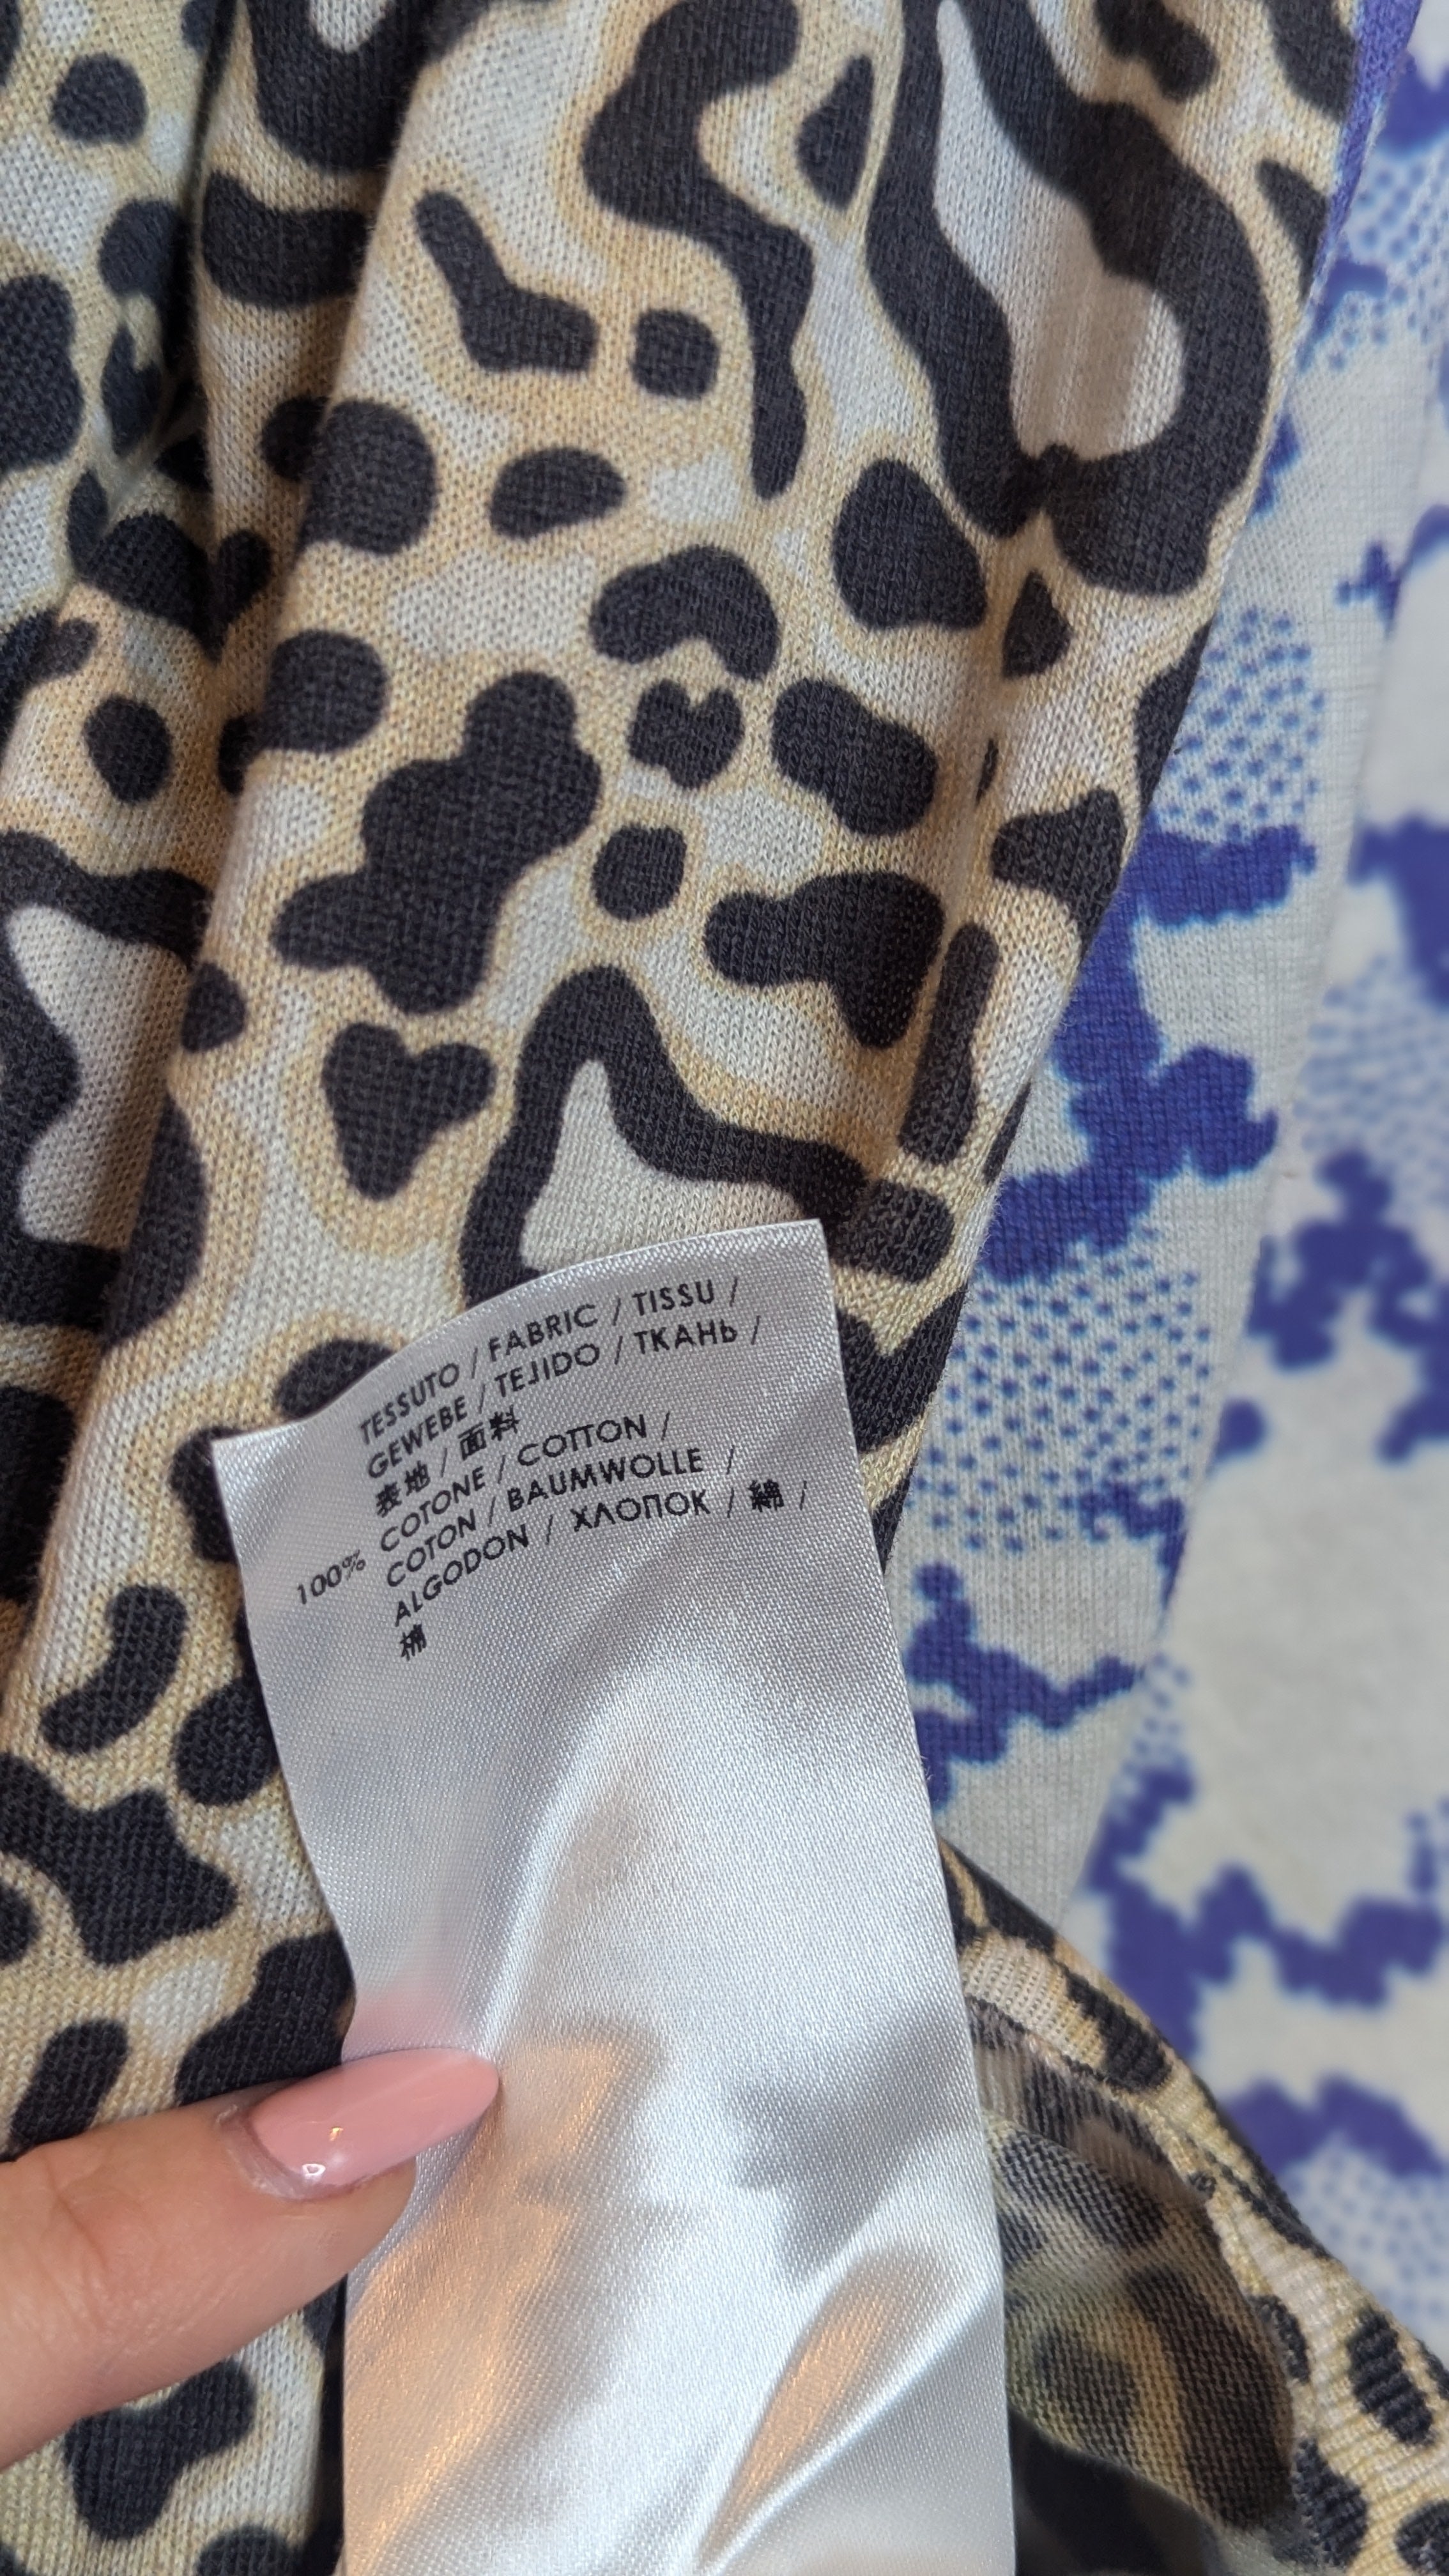 TESSUTO / FABRIC / TISSU /
GEWEBE / TEJIDO / ТКАНЬ /
表地 / 面料
100% COTONE / COTTON /
COTON / BAUMWOLLE /
ALGODON / ХЛОПОК / 綿 /
棉